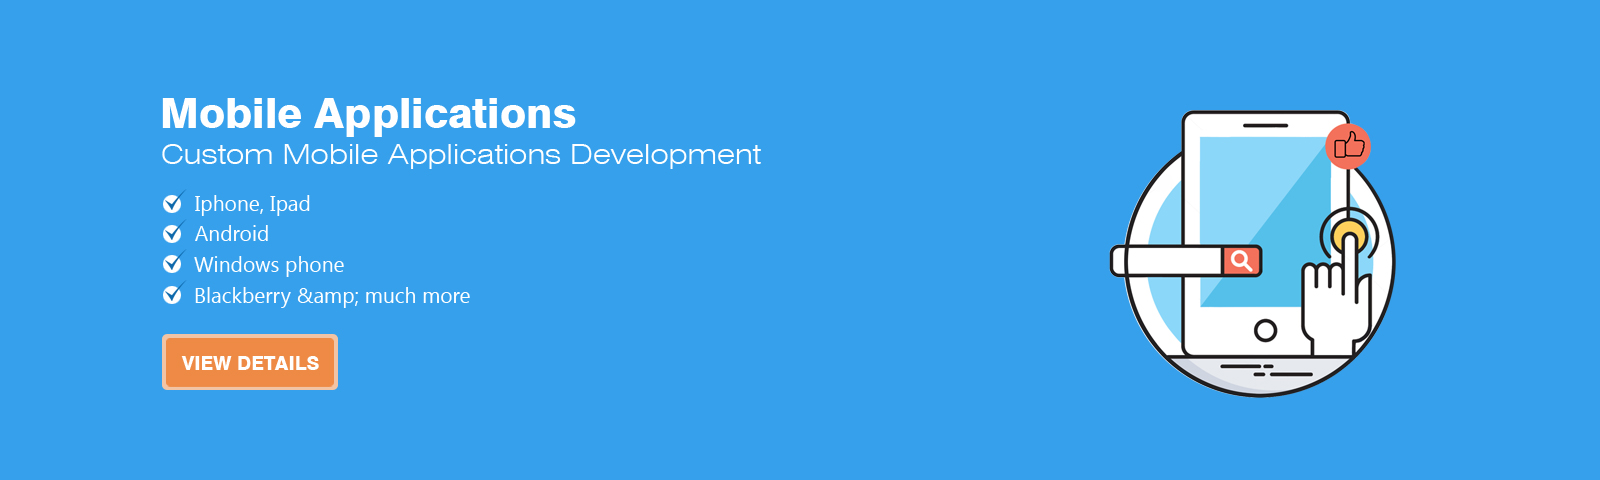 Mobile Applications
Custom Mobile Applications Development
Iphone, Ipad
Android
Windows phone
Blackberry &amp; much more
VIEW DETAILS